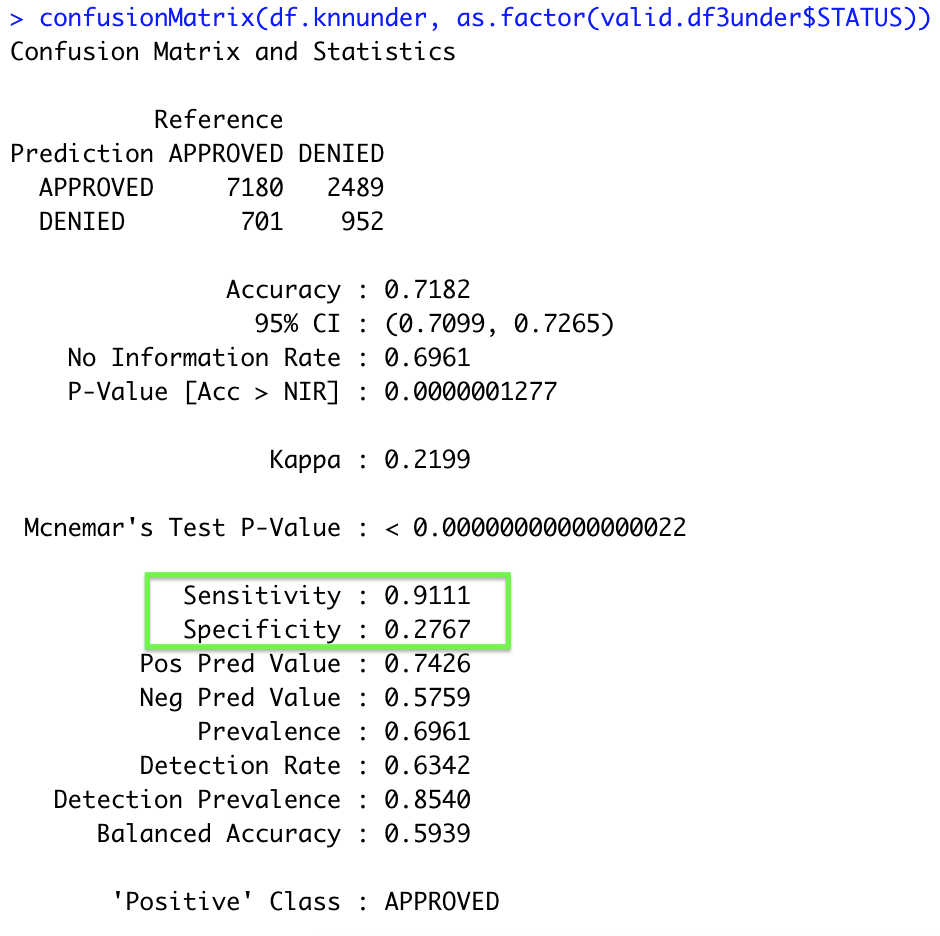 > confusionMatrix(df.knnunder, as.factor(valid.df3under$STATUS))
Confusion Matrix and Statistics
Reference
Prediction APPROVED DENIED
APPROVED 7180 2489
DENIED 701 952
Accuracy : 0.7182
95% CI : (0.7099, 0.7265)
No Information Rate : 0.6961
P-Value [Acc > NIR] : 0.0000001277
Kappa : 0.2199
Mcnemar's Test P-Value : < 0.00000000000000022
Sensitivity : 0.9111
Specificity : 0.2767
Pos Pred Value : 0.7426
Neg Pred Value : 0.5759
Prevalence : 0.6961
Detection Rate : 0.6342
Detection Prevalence : 0.8540
Balanced Accuracy : 0.5939
'Positive' Class : APPROVED